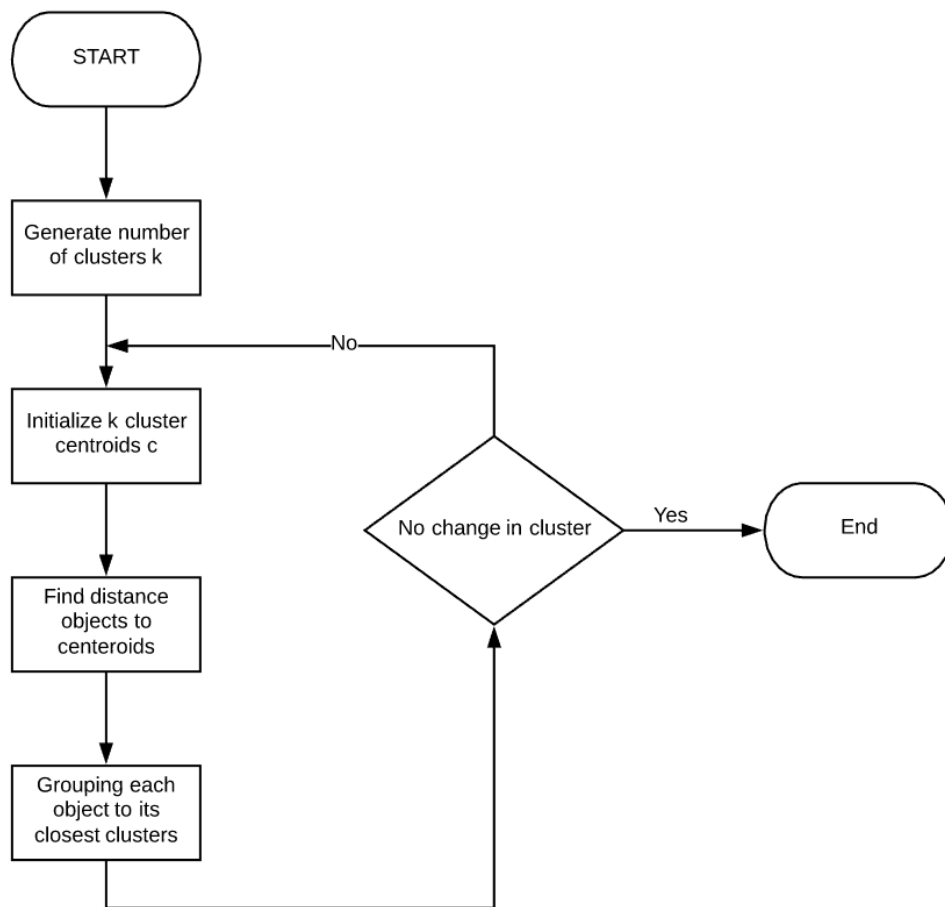 START
Generate number
of clusters k
No
Initialize k cluster
centroids c
No change in cluster
Yes
End
Find distance
objects to
centeroids
Grouping each
object to its
closest clusters